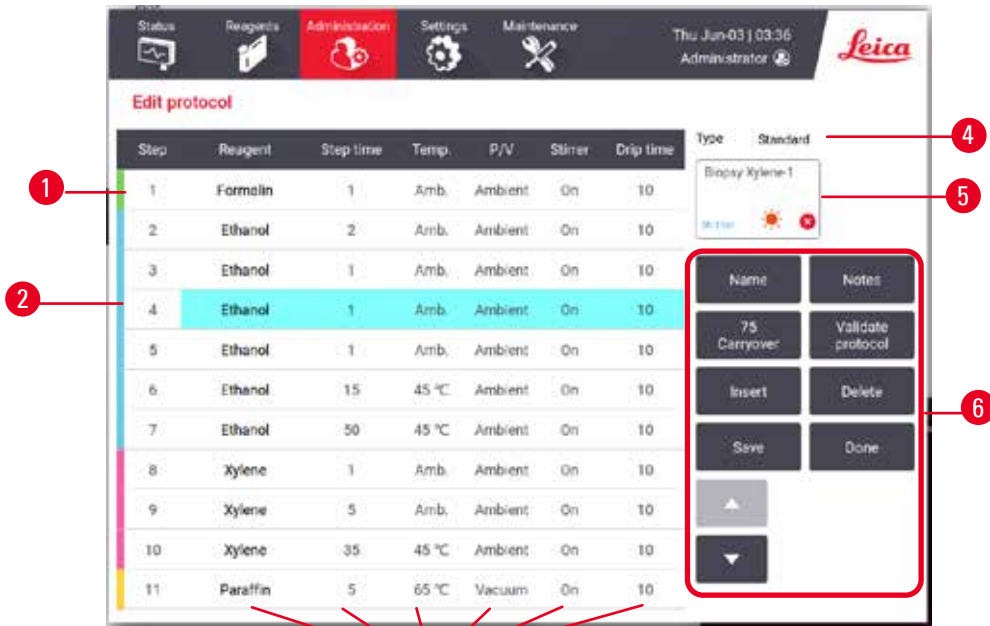 Status Reagents Administration Settings Maintenance Thu Jun-03 | 03:36
Administrator
Leica
Edit protocol
Step Reagent Step time Temp. P/V Stirrer Drip time
Type Standard 4
1 1 Formalin 1 Amb. Ambient On 10
Biopsy Xylene-1 5
2 Ethanol 2 Amb. Ambient On 10
3 Ethanol 1 Amb. Ambient On 10
Name Notes
2 4 Ethanol 1 Amb. Ambient On 10
75 Carryover
Validate protocol
5 Ethanol 1 Amb. Ambient On 10
6 Ethanol 15 45 °C Ambient On 10
Insert Delete 6
7 Ethanol 50 45 °C Ambient On 10
Save Done
8 Xylene 1 Amb. Ambient On 10
9 Xylene 5 Amb. Ambient On 10
10 Xylene 35 45 °C Ambient On 10
11 Paraffin 5 65 °C Vacuum On 10